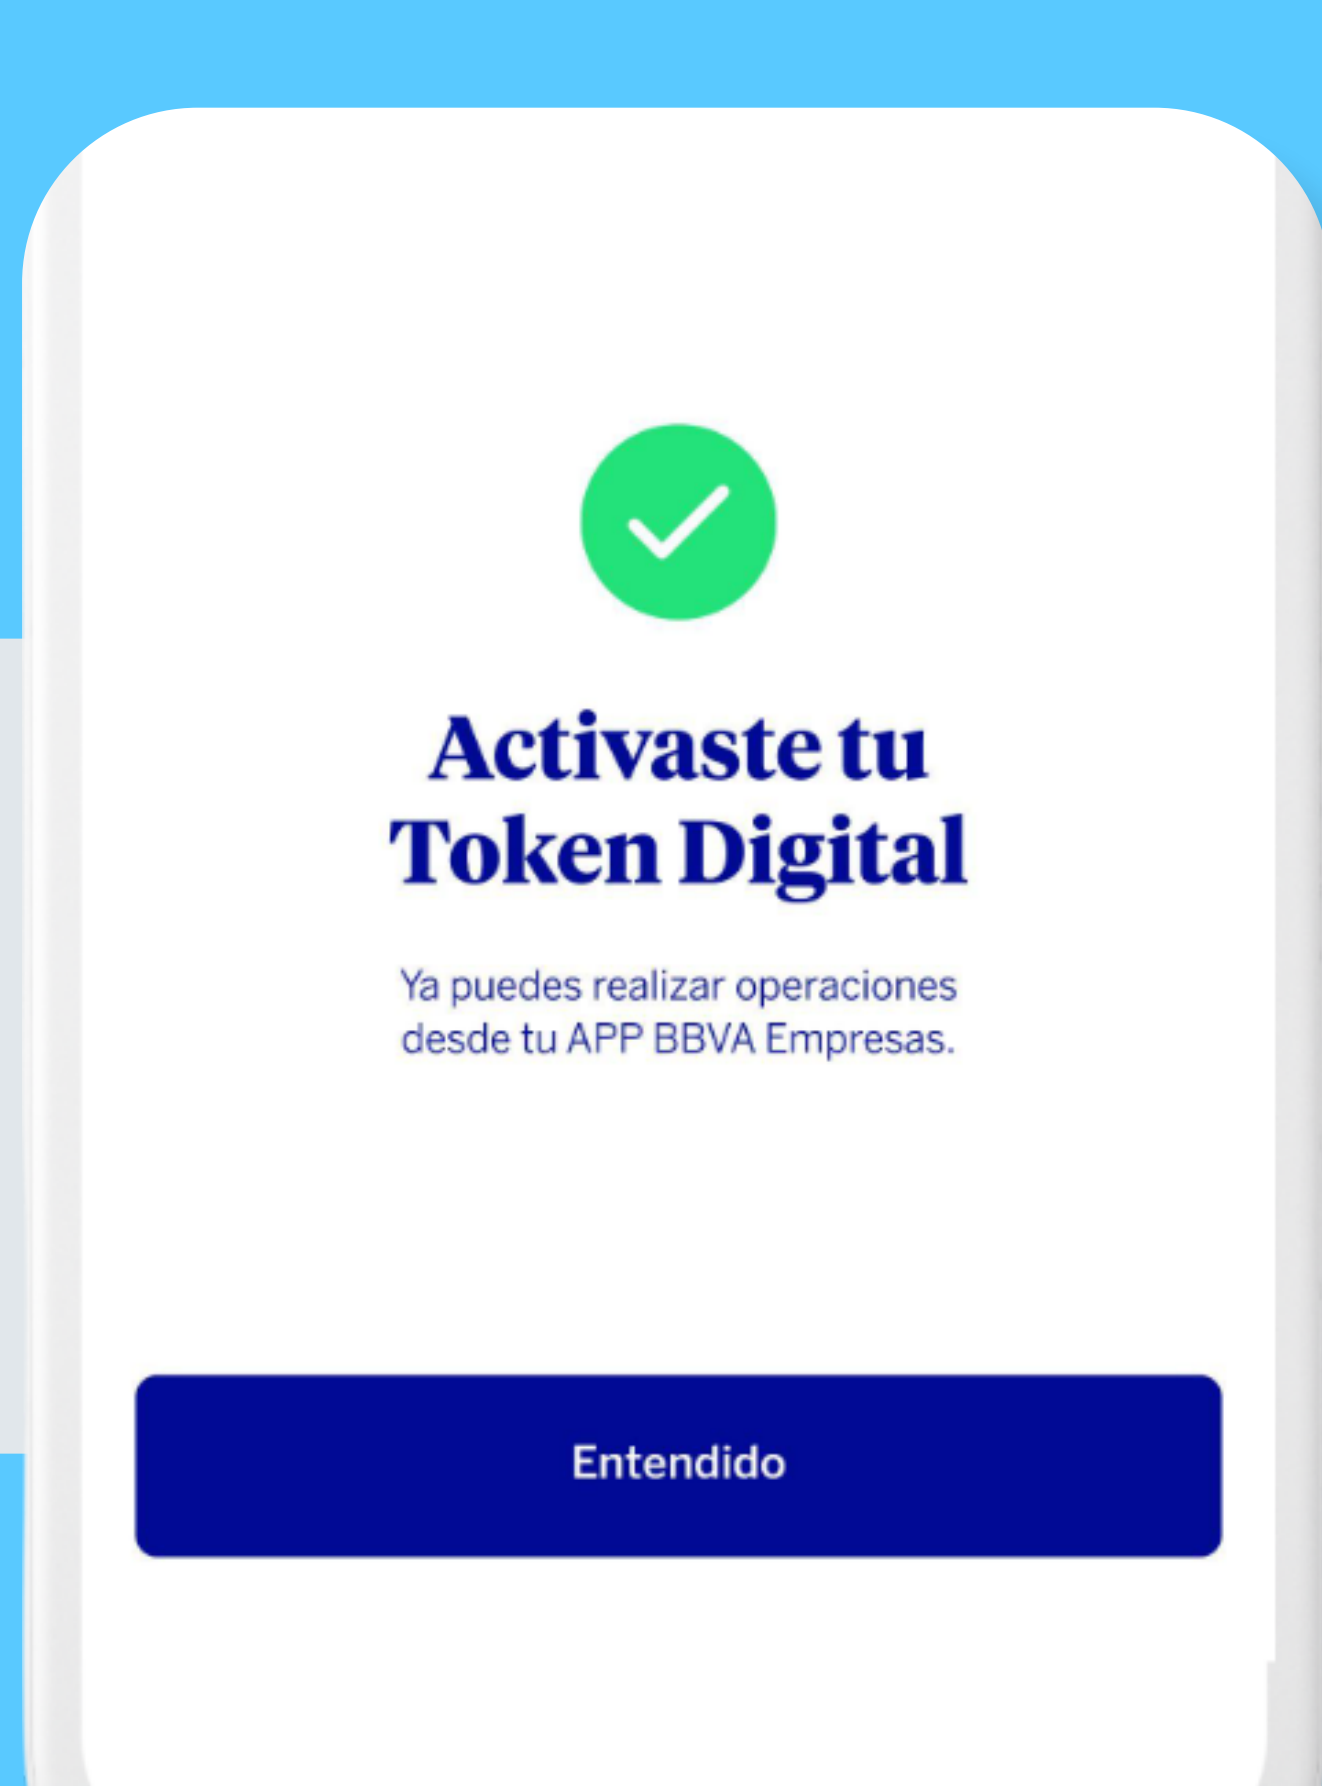 Activaste tu
Token Digital
Ya puedes realizar operaciones
desde tu APP BBVA Empresas.
Entendido